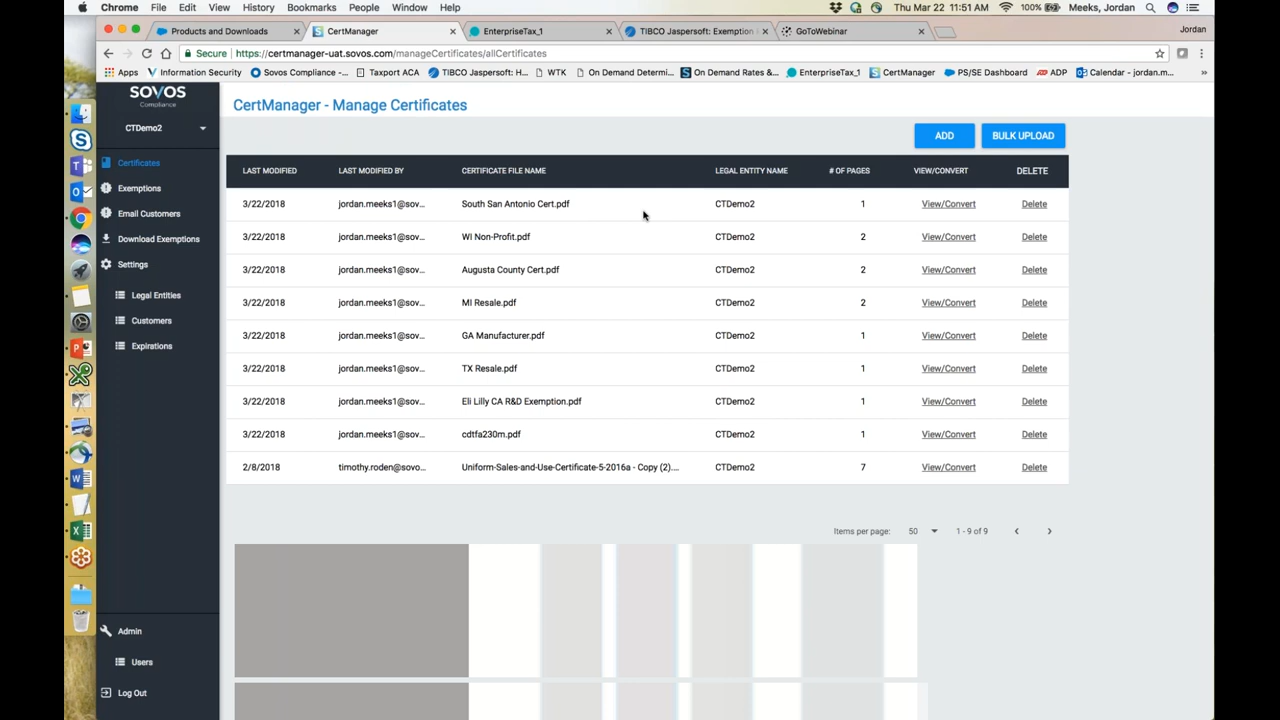 Chrome File Edit View History Bookmarks People Window Help Thu Mar 22 11:51 AM 100% Meeks, Jordan
Products and Downloads CertManager EnterpriseTax_1 TIBCO Jaspersoft: Exemption GoToWebinar Jordan
Secure https://certmanager-uat.sovos.com/manageCertificates/allCertificates
Apps Information Security Sovos Compliance -... Taxport ACA TIBCO Jaspersoft: H... WTK On Demand Determi... On Demand Rates &... EnterpriseTax_1 CertManager PS/SE Dashboard ADP Calendar - jordan.m... »
SOVOS
Compliance
CertManager - Manage Certificates
CTDemo2
ADD BULK UPLOAD
Certificates
Exemptions
Email Customers
Download Exemptions
Settings
Legal Entities
Customers
Expirations
Admin
Users
Log Out
LAST MODIFIED LAST MODIFIED BY CERTIFICATE FILE NAME LEGAL ENTITY NAME # OF PAGES VIEW/CONVERT DELETE
3/22/2018 jordan.meeks1@sov... South San Antonio Cert.pdf CTDemo2 1 View/Convert Delete
3/22/2018 jordan.meeks1@sov... WI Non-Profit.pdf CTDemo2 2 View/Convert Delete
3/22/2018 jordan.meeks1@sov... Augusta County Cert.pdf CTDemo2 2 View/Convert Delete
3/22/2018 jordan.meeks1@sov... MI Resale.pdf CTDemo2 2 View/Convert Delete
3/22/2018 jordan.meeks1@sov... GA Manufacturer.pdf CTDemo2 1 View/Convert Delete
3/22/2018 jordan.meeks1@sov... TX Resale.pdf CTDemo2 1 View/Convert Delete
3/22/2018 jordan.meeks1@sov... Eli Lilly CA R&D Exemption.pdf CTDemo2 1 View/Convert Delete
3/22/2018 jordan.meeks1@sov... cdtfa230m.pdf CTDemo2 1 View/Convert Delete
2/8/2018 timothy.roden@sovo... Uniform-Sales-and-Use-Certificate-5-2016a - Copy (2).... CTDemo2 7 View/Convert Delete
Items per page: 50 1 - 9 of 9